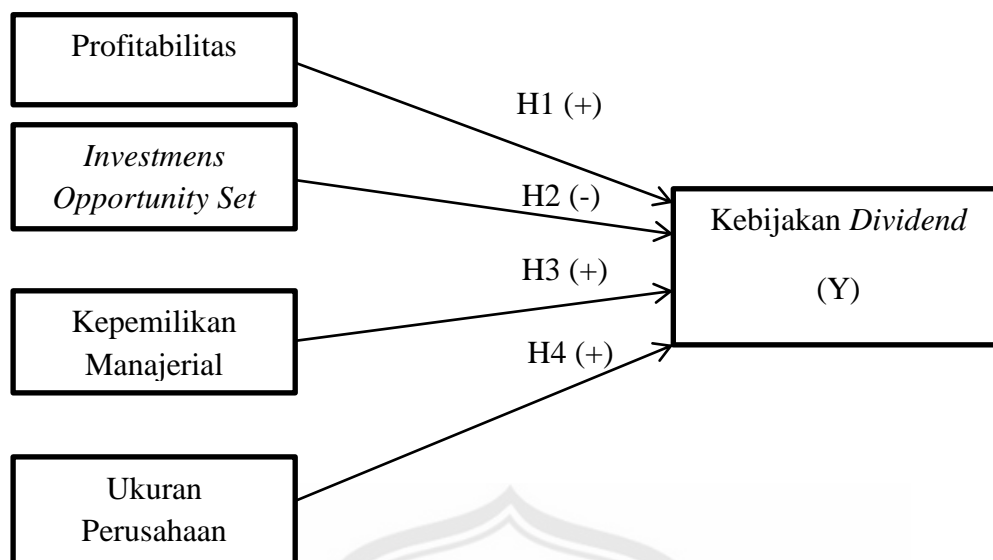 Profitabilitas
H1 (+)
Investmens
Opportunity Set
H2 (-)
Kebijakan Dividend
(Y)
H3 (+)
Kepemilikan
Manajerial
H4 (+)
Ukuran
Perusahaan